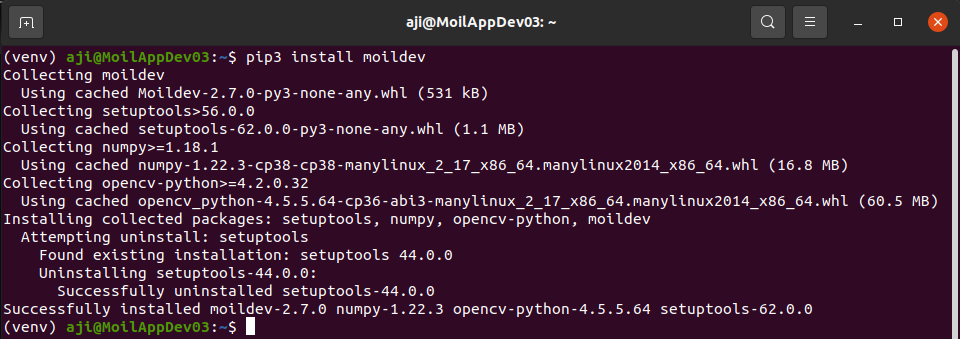 aji@MoilAppDev03: ~
(venv) aji@MoilAppDev03:~$ pip3 install moildev
Collecting moildev
  Using cached Moildev-2.7.0-py3-none-any.whl (531 kB)
Collecting setuptools>56.0.0
  Using cached setuptools-62.0.0-py3-none-any.whl (1.1 MB)
Collecting numpy>=1.18.1
  Using cached numpy-1.22.3-cp38-cp38-manylinux_2_17_x86_64.manylinux2014_x86_64.whl (16.8 MB)
Collecting opencv-python>=4.2.0.32
  Using cached opencv_python-4.5.5.64-cp36-abi3-manylinux_2_17_x86_64.manylinux2014_x86_64.whl (60.5 MB)
Installing collected packages: setuptools, numpy, opencv-python, moildev
  Attempting uninstall: setuptools
    Found existing installation: setuptools 44.0.0
    Uninstalling setuptools-44.0.0:
      Successfully uninstalled setuptools-44.0.0
Successfully installed moildev-2.7.0 numpy-1.22.3 opencv-python-4.5.5.64 setuptools-62.0.0
(venv) aji@MoilAppDev03:~$